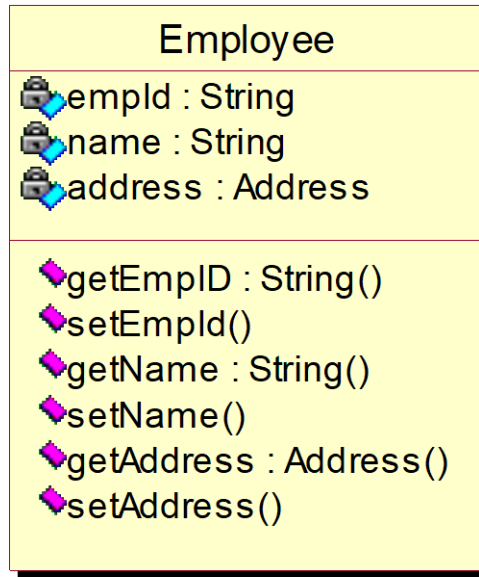 Employee
empId : String
name : String
address : Address
getEmpID : String()
setEmpId()
getName : String()
setName()
getAddress : Address()
setAddress()